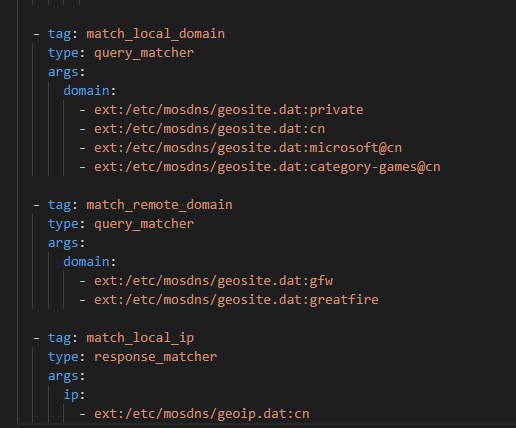 - tag: match_local_domain
  type: query_matcher
  args:
    domain:
      - ext:/etc/mosdns/geosite.dat:private
      - ext:/etc/mosdns/geosite.dat:cn
      - ext:/etc/mosdns/geosite.dat:microsoft@cn
      - ext:/etc/mosdns/geosite.dat:category-games@cn

- tag: match_remote_domain
  type: query_matcher
  args:
    domain:
      - ext:/etc/mosdns/geosite.dat:gfw
      - ext:/etc/mosdns/geosite.dat:greatfire

- tag: match_local_ip
  type: response_matcher
  args:
    ip:
      - ext:/etc/mosdns/geoip.dat:cn